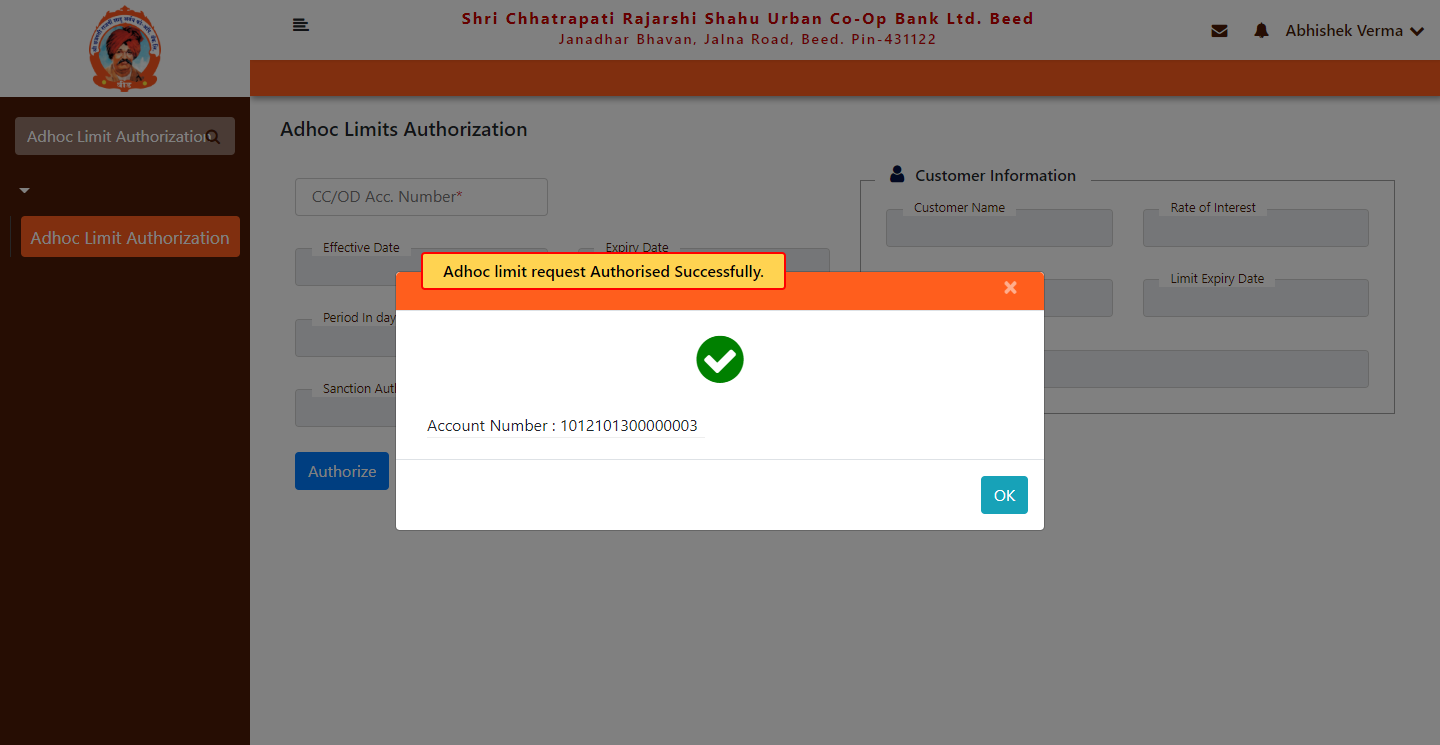 Shri Chhatrapati Rajarshi Shahu Urban Co-Op Bank Ltd. Beed
Janadhar Bhavan, Jalna Road, Beed. Pin-431122
Abhishek Verma
Adhoc Limit Authorization
Adhoc Limit Authorization
Adhoc Limits Authorization
CC/OD Acc. Number*
Effective Date
Expiry Date
Period In day
Sanction Aut
Authorize
Customer Information
Customer Name
Rate of Interest
Limit Expiry Date
Adhoc limit request Authorised Successfully.
×
Account Number : 1012101300000003
OK